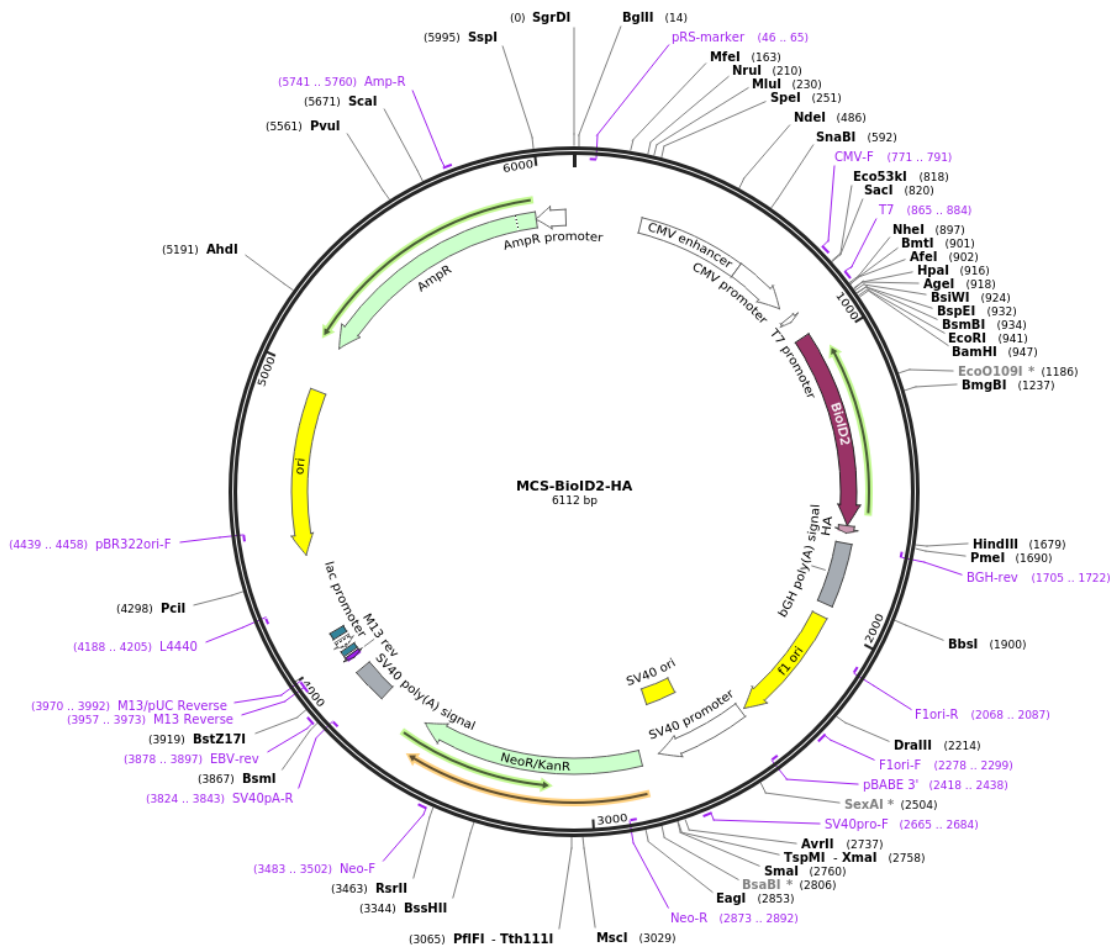 (0) SgrDI
BglII (14)
pRS-marker (46 .. 65)
MfeI (163)
NruI (210)
MluI (230)
SpeI (251)
NdeI (486)
SnaBI (592)
CMV-F (771 .. 791)
Eco53kI (818)
SacI (820)
T7 (865 .. 884)
NheI (897)
BmtI (901)
AfeI (902)
HpaI (916)
AgeI (918)
BsiWI (924)
BspEI (932)
BsmBI (934)
EcoRI (941)
BamHI (947)
EcoO109I * (1186)
BmgBI (1237)
HindIII (1679)
PmeI (1690)
BGH-rev (1705 .. 1722)
BbsI (1900)
F1ori-R (2068 .. 2087)
DraIII (2214)
F1ori-F (2278 .. 2299)
pBABE 3' (2418 .. 2438)
SexAI * (2504)
SV40pro-F (2665 .. 2684)
AvrII (2737)
TspMI - XmaI (2758)
SmaI (2760)
BsaBI * (2806)
EagI (2853)
Neo-R (2873 .. 2892)
MscI (3029)
(3065) PflFI - Tth111I
(3344) BssHII
(3463) RsrII
(3483 .. 3502) Neo-F
(3824 .. 3843) SV40pA-R
(3867) BsmI
(3878 .. 3897) EBV-rev
(3919) BstZ17I
(3957 .. 3973) M13 Reverse
(3970 .. 3992) M13/pUC Reverse
(4188 .. 4205) L4440
(4298) PciI
(4439 .. 4458) pBR322ori-F
(5191) AhdI
(5561) PvuI
(5671) ScaI
(5741 .. 5760) Amp-R
(5995) SspI
1000
2000
3000
4000
5000
6000
CMV enhancer
CMV promoter
T7 promoter
BioID2
HA
bGH poly(A) signal
f1 ori
SV40 ori
SV40 promoter
NeoR/KanR
SV40 poly(A) signal
M13 rev
lac promoter
ori
AmpR
AmpR promoter
MCS-BioID2-HA
6112 bp